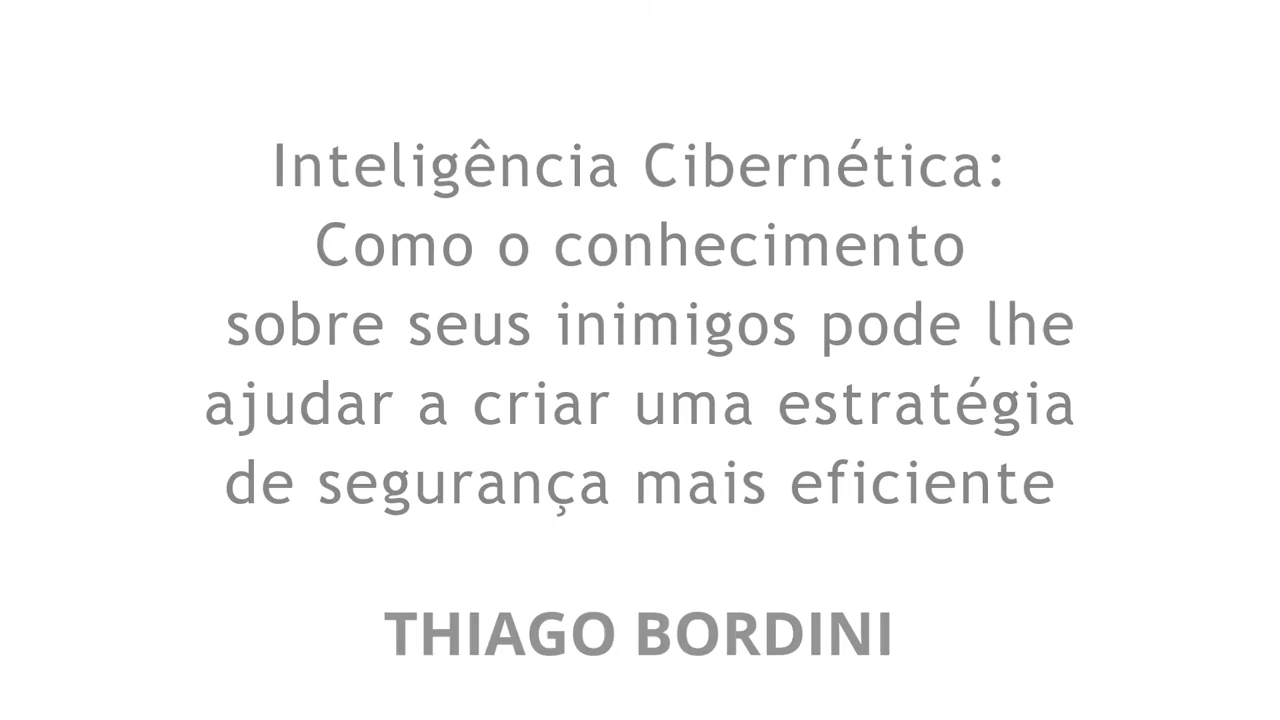 Inteligência Cibernética:
Como o conhecimento
sobre seus inimigos pode lhe
ajudar a criar uma estratégia
de segurança mais eficiente
THIAGO BORDINI